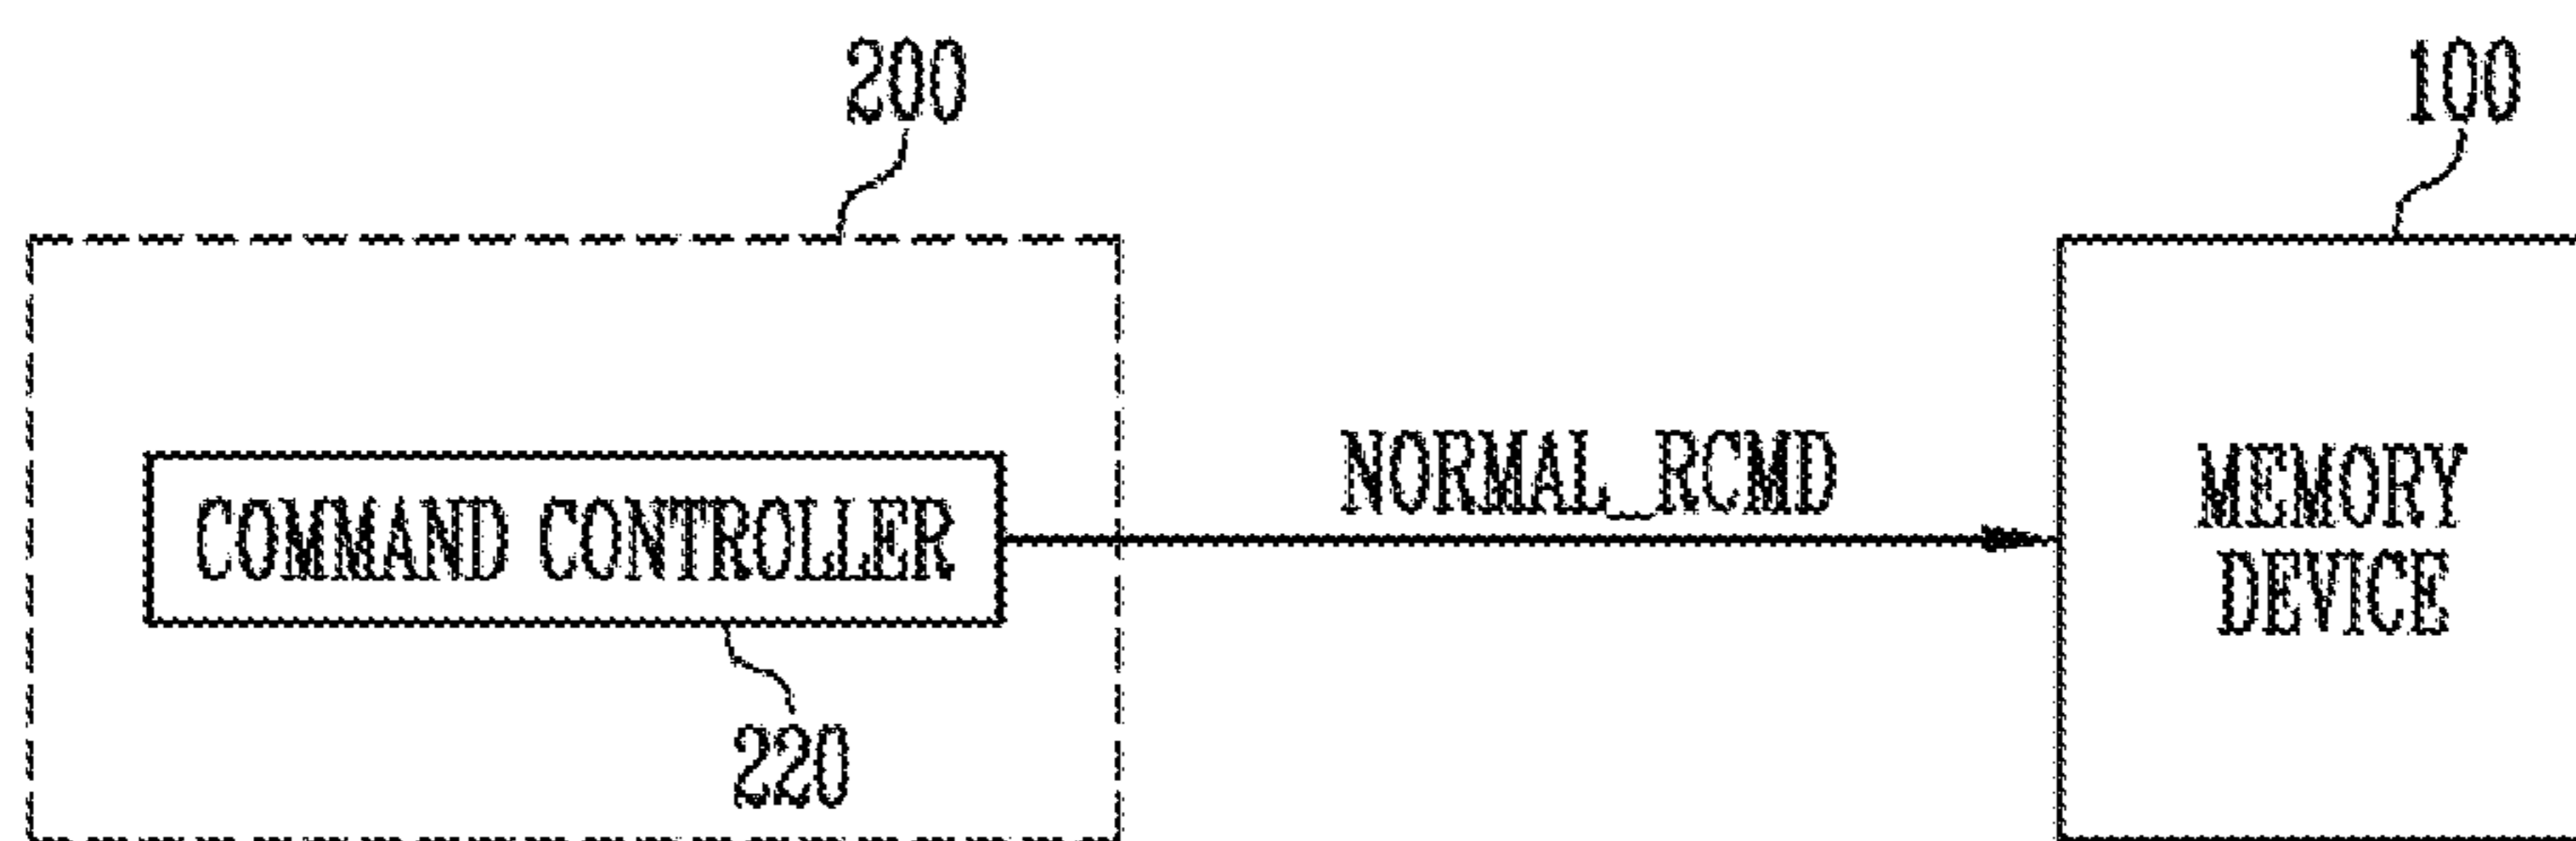 200
100
NORMAL_RCMD
COMMAND CONTROLLER
MEMORY
DEVICE
220